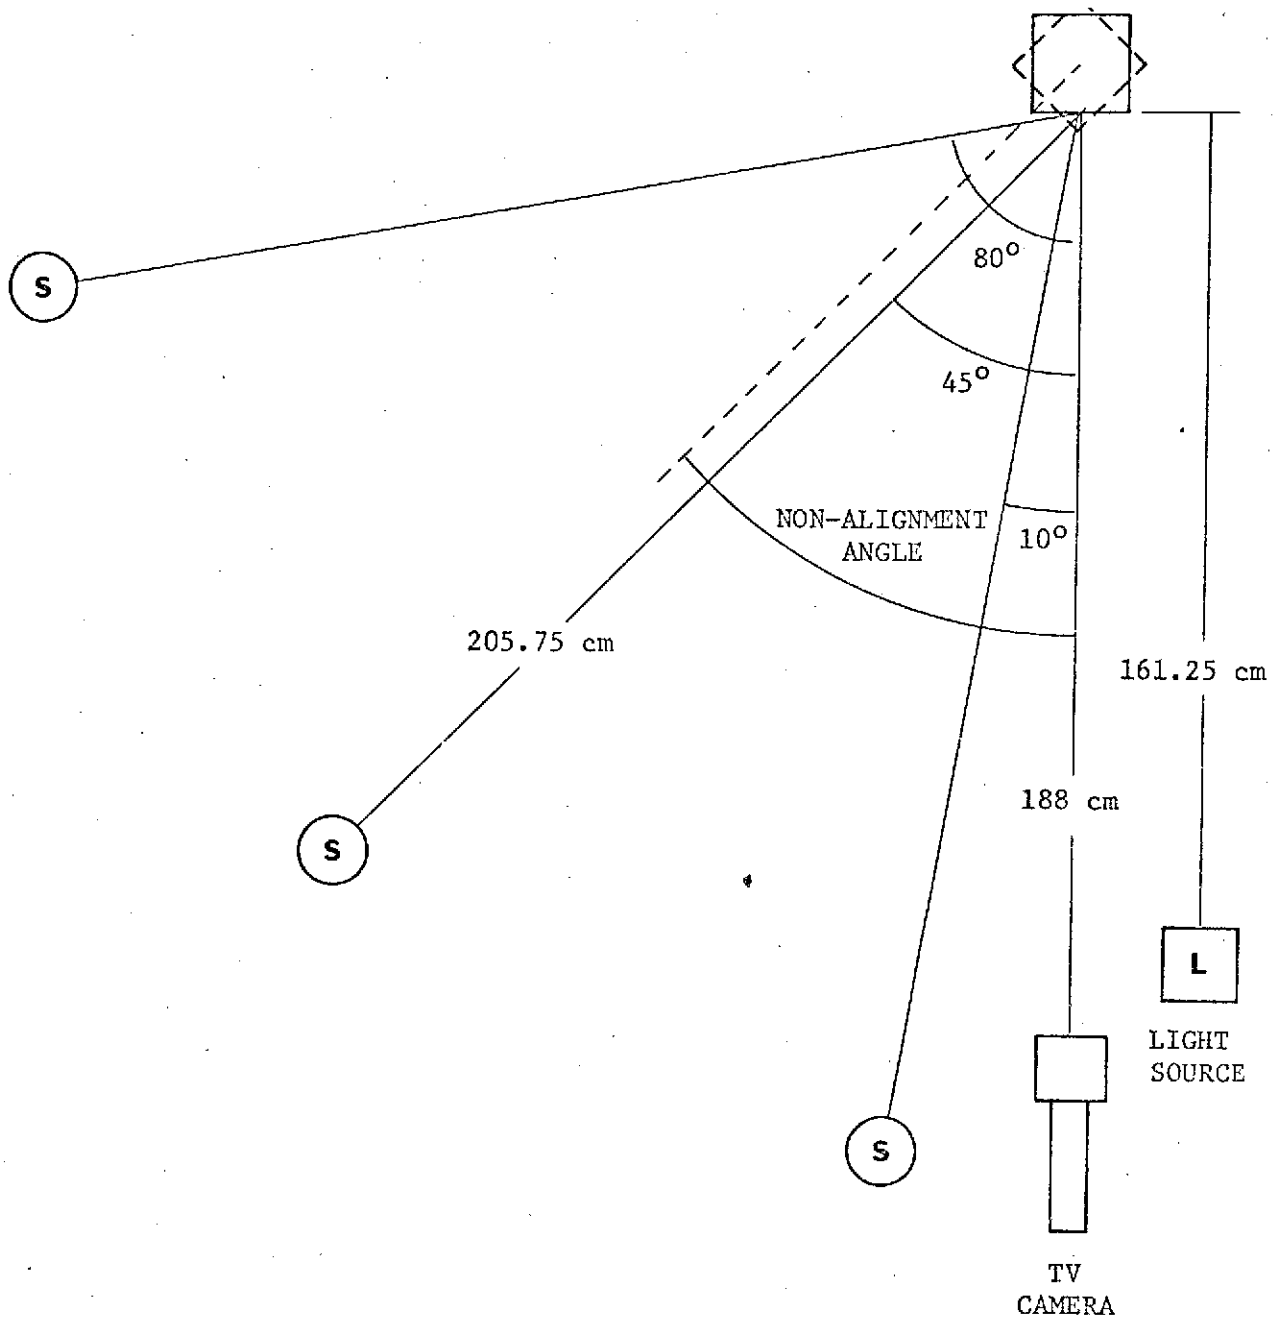 80°
S
45°
NON-ALIGNMENT
ANGLE
10°
205.75 cm
161.25 cm
188 cm
S
L
LIGHT
SOURCE
S
TV
CAMERA